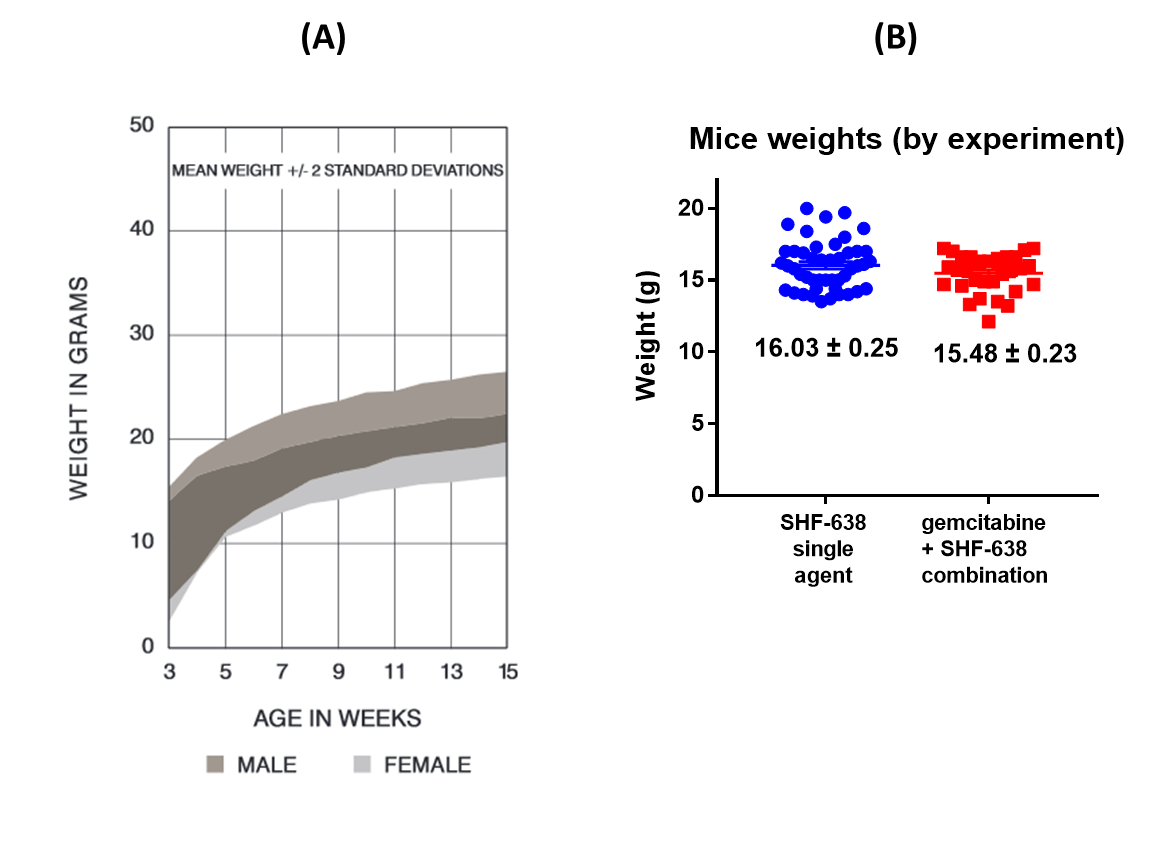 (A)
50
40
30
20
10
0
MEAN WEIGHT +/- 2 STANDARD DEVIATIONS
WEIGHT IN GRAMS
3 5 7 9 11 13 15
AGE IN WEEKS
MALE FEMALE
(B)
Mice weights (by experiment)
Weight (g)
20
15
10
5
0
16.03 ± 0.25
15.48 ± 0.23
SHF-638
single
agent
gemcitabine
+ SHF-638
combination